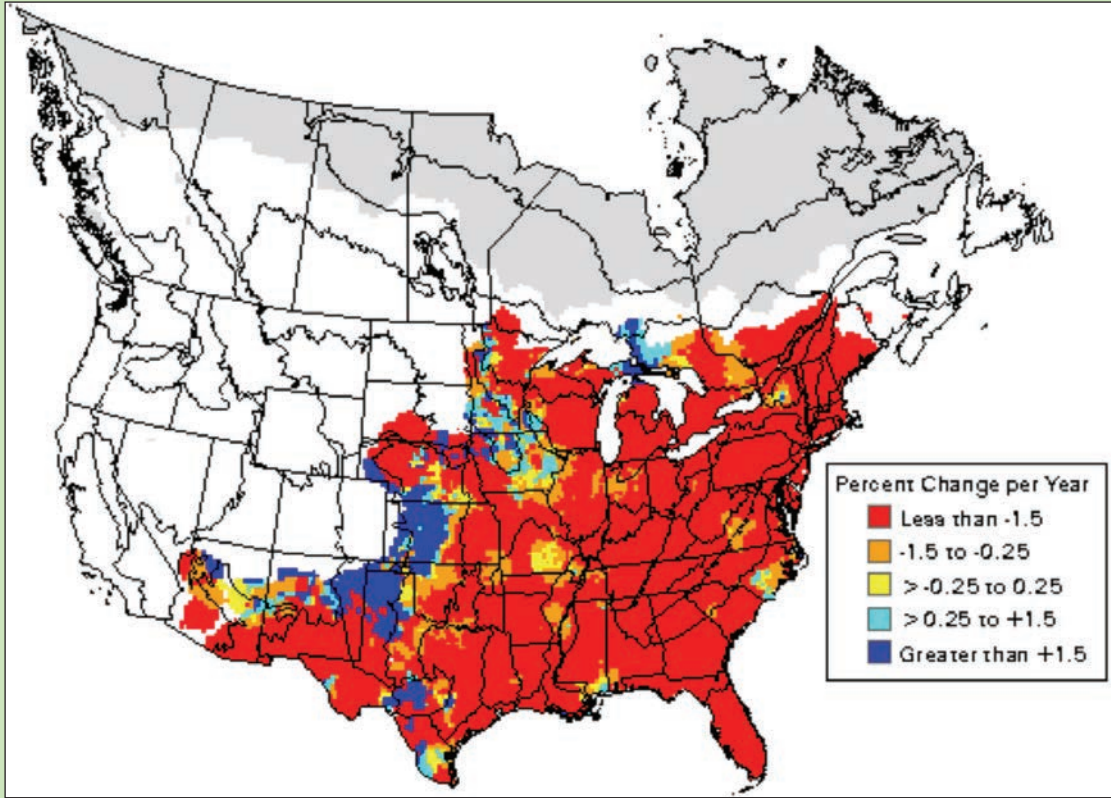 Percent Change per Year
Less than -1.5
-1.5 to -0.25
> -0.25 to 0.25
> 0.25 to +1.5
Greater than +1.5